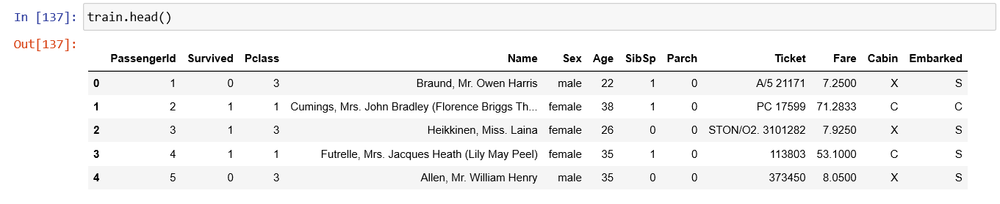 In [137]: train.head()
Out[137]:
PassengerId Survived Pclass Name Sex Age SibSp Parch Ticket Fare Cabin Embarked
0 1 0 3 Braund, Mr. Owen Harris male 22 1 0 A/5 21171 7.2500 X S
1 2 1 1 Cumings, Mrs. John Bradley (Florence Briggs Th... female 38 1 0 PC 17599 71.2833 C C
2 3 1 3 Heikkinen, Miss. Laina female 26 0 0 STON/O2. 3101282 7.9250 X S
3 4 1 1 Futrelle, Mrs. Jacques Heath (Lily May Peel) female 35 1 0 113803 53.1000 C S
4 5 0 3 Allen, Mr. William Henry male 35 0 0 373450 8.0500 X S